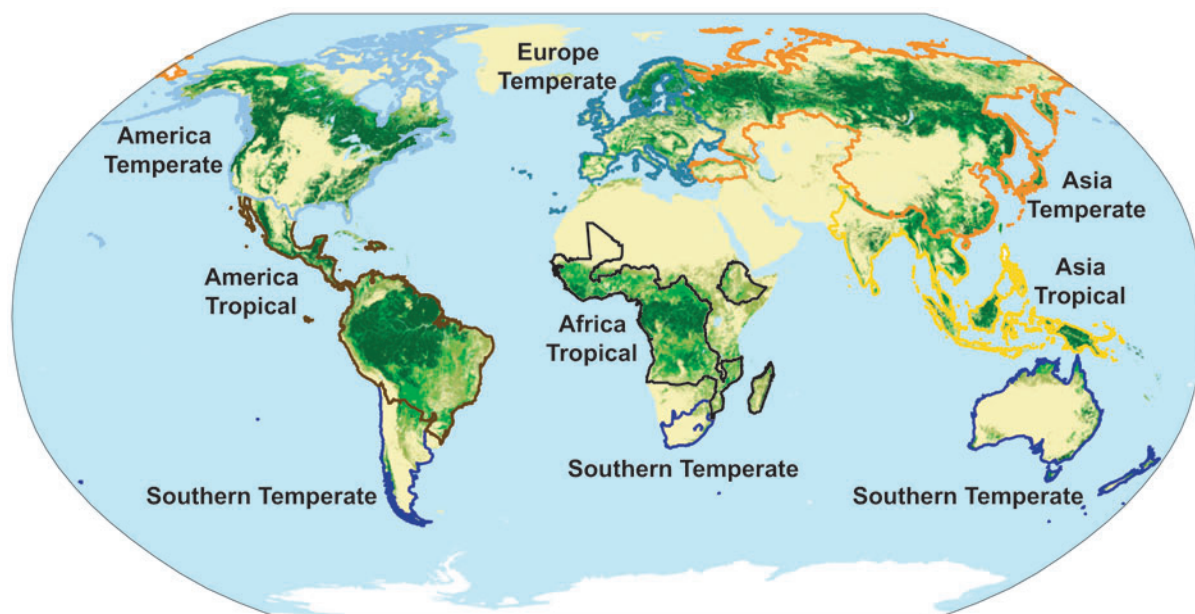 Europe
Temperate
America
Temperate
Asia
Temperate
America
Tropical
Africa
Tropical
Asia
Tropical
Southern Temperate
Southern Temperate
Southern Temperate